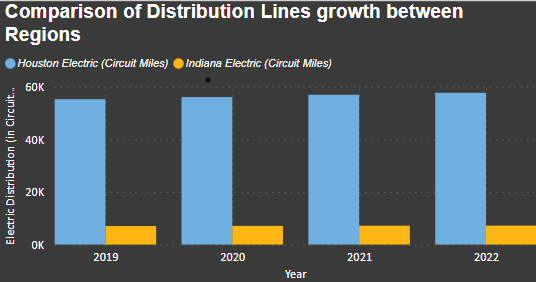 Comparison of Distribution Lines growth between
Regions
Houston Electric (Circuit Miles) Indiana Electric (Circuit Miles)
Electric Distribution (in Circuit...
60K
40K
20K
0K
2019 2020 2021 2022
Year